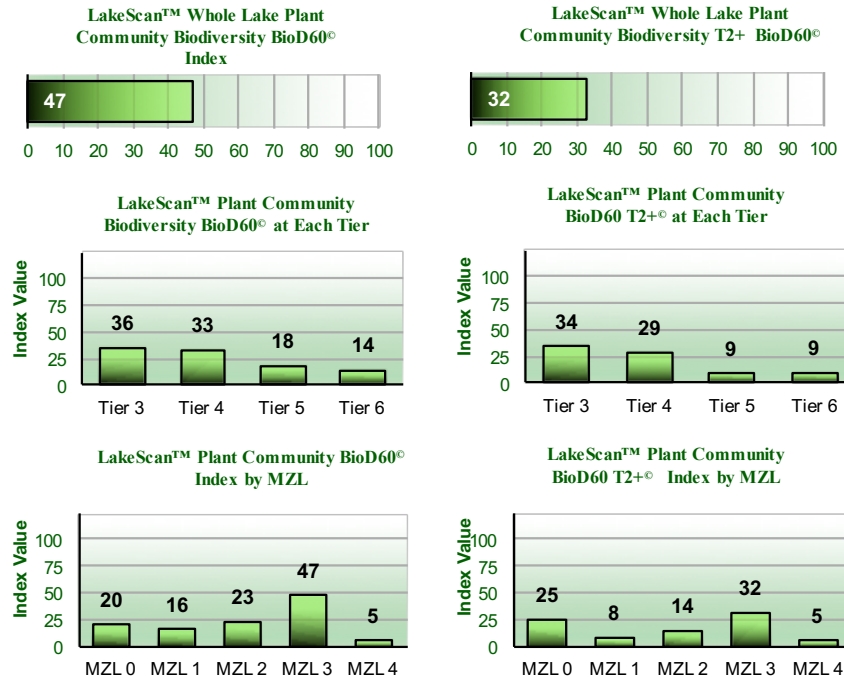 LakeScan™ Whole Lake Plant
Community Biodiversity BioD60©
Index
47
0 10 20 30 40 50 60 70 80 90 100
LakeScan™ Whole Lake Plant
Community Biodiversity T2+ BioD60©
32
0 10 20 30 40 50 60 70 80 90 100
LakeScan™ Plant Community
Biodiversity BioD60© at Each Tier
Index Value
100
75
50
25
0
36 33 18 14
Tier 3 Tier 4 Tier 5 Tier 6
LakeScan™ Plant Community
BioD60 T2+© at Each Tier
Index Value
100
75
50
25
0
34 29 9 9
Tier 3 Tier 4 Tier 5 Tier 6
LakeScan™ Plant Community BioD60©
Index by MZL
Index Value
100
75
50
25
0
20 16 23 47 5
MZL 0 MZL 1 MZL 2 MZL 3 MZL 4
LakeScan™ Plant Community
BioD60 T2+© Index by MZL
Index Value
100
75
50
25
0
25 8 14 32 5
MZL 0 MZL 1 MZL 2 MZL 3 MZL 4